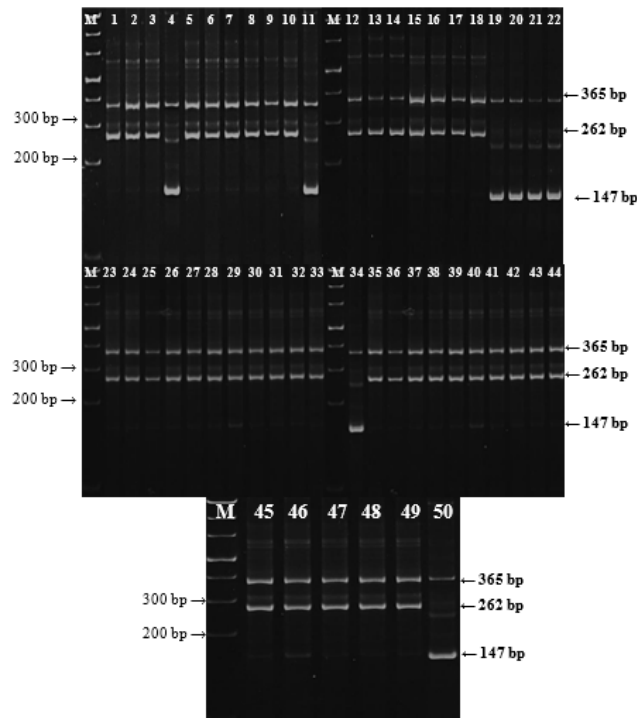 M 1 2 3 4 5 6 7 8 9 10 11 M 12 13 14 15 16 17 18 19 20 21 22
← 365 bp
300 bp →
← 262 bp
200 bp →
← 147 bp
M 23 24 25 26 27 28 29 30 31 32 33 M 34 35 36 37 38 39 40 41 42 43 44
← 365 bp
300 bp →
← 262 bp
200 bp →
← 147 bp
M 45 46 47 48 49 50
← 365 bp
300 bp →
← 262 bp
200 bp →
← 147 bp